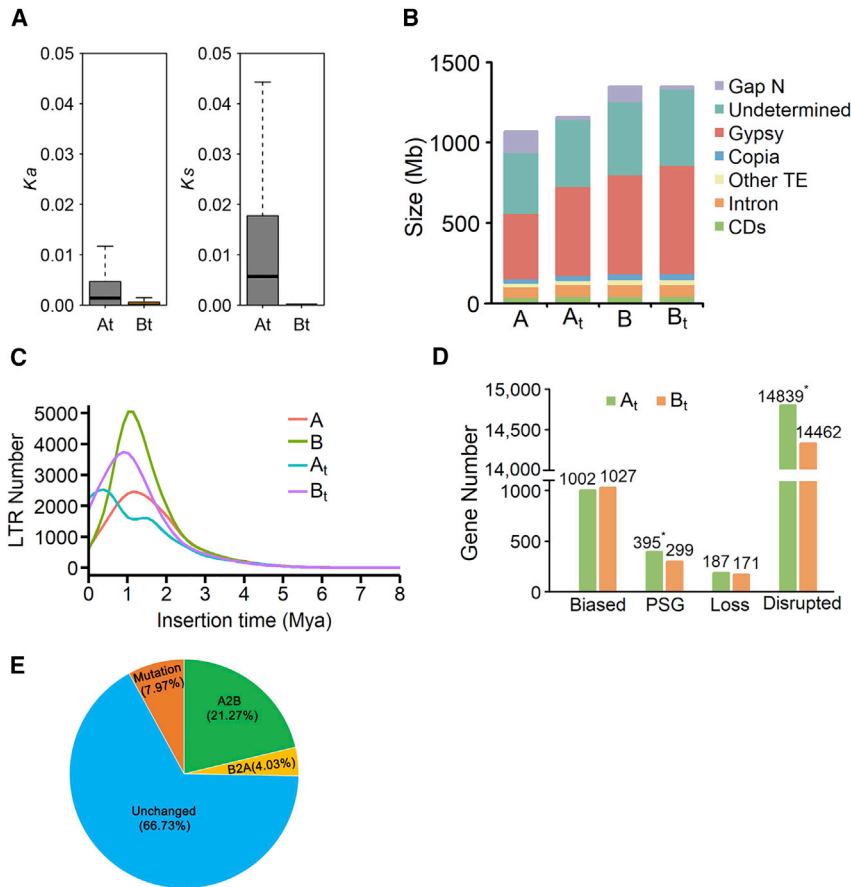 A
Ka
0.05
0.04
0.03
0.02
0.01
0.00
At Bt
Ks
0.05
0.04
0.03
0.02
0.01
0.00
At Bt
B
Size (Mb)
1500
1000
500
0
A At B Bt
Gap N
Undetermined
Gypsy
Copia
Other TE
Intron
CDs
C
LTR Number
5000
4000
3000
2000
1000
0
0 1 2 3 4 5 6 7 8
Insertion time (Mya)
A
B
At
Bt
D
Gene Number
15,000
14,500
14,000
1000
500
0
At Bt
1002 1027
395* 299
187 171
14839* 14462
Biased PSG Loss Disrupted
E
Mutation
(7.97%)
A2B
(21.27%)
B2A(4.03%)
Unchanged
(66.73%)